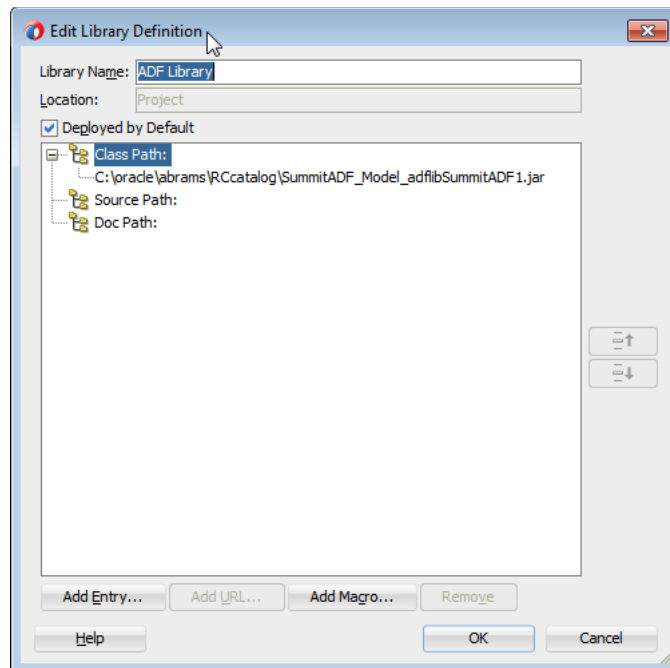 Edit Library Definition
Library Name: ADF Library
Location: Project
Deployed by Default
Class Path:
C:\oracle\abrams\RCcatalog\SummitADF_Model_adflibSummitADF1.jar
Source Path:
Doc Path:
Add Entry... Add URL... Add Macro... Remove
Help OK Cancel